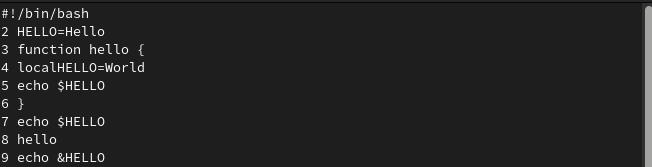 #!/bin/bash
2 HELLO=Hello
3 function hello {
4 localHELLO=World
5 echo $HELLO
6 }
7 echo $HELLO
8 hello
9 echo &HELLO